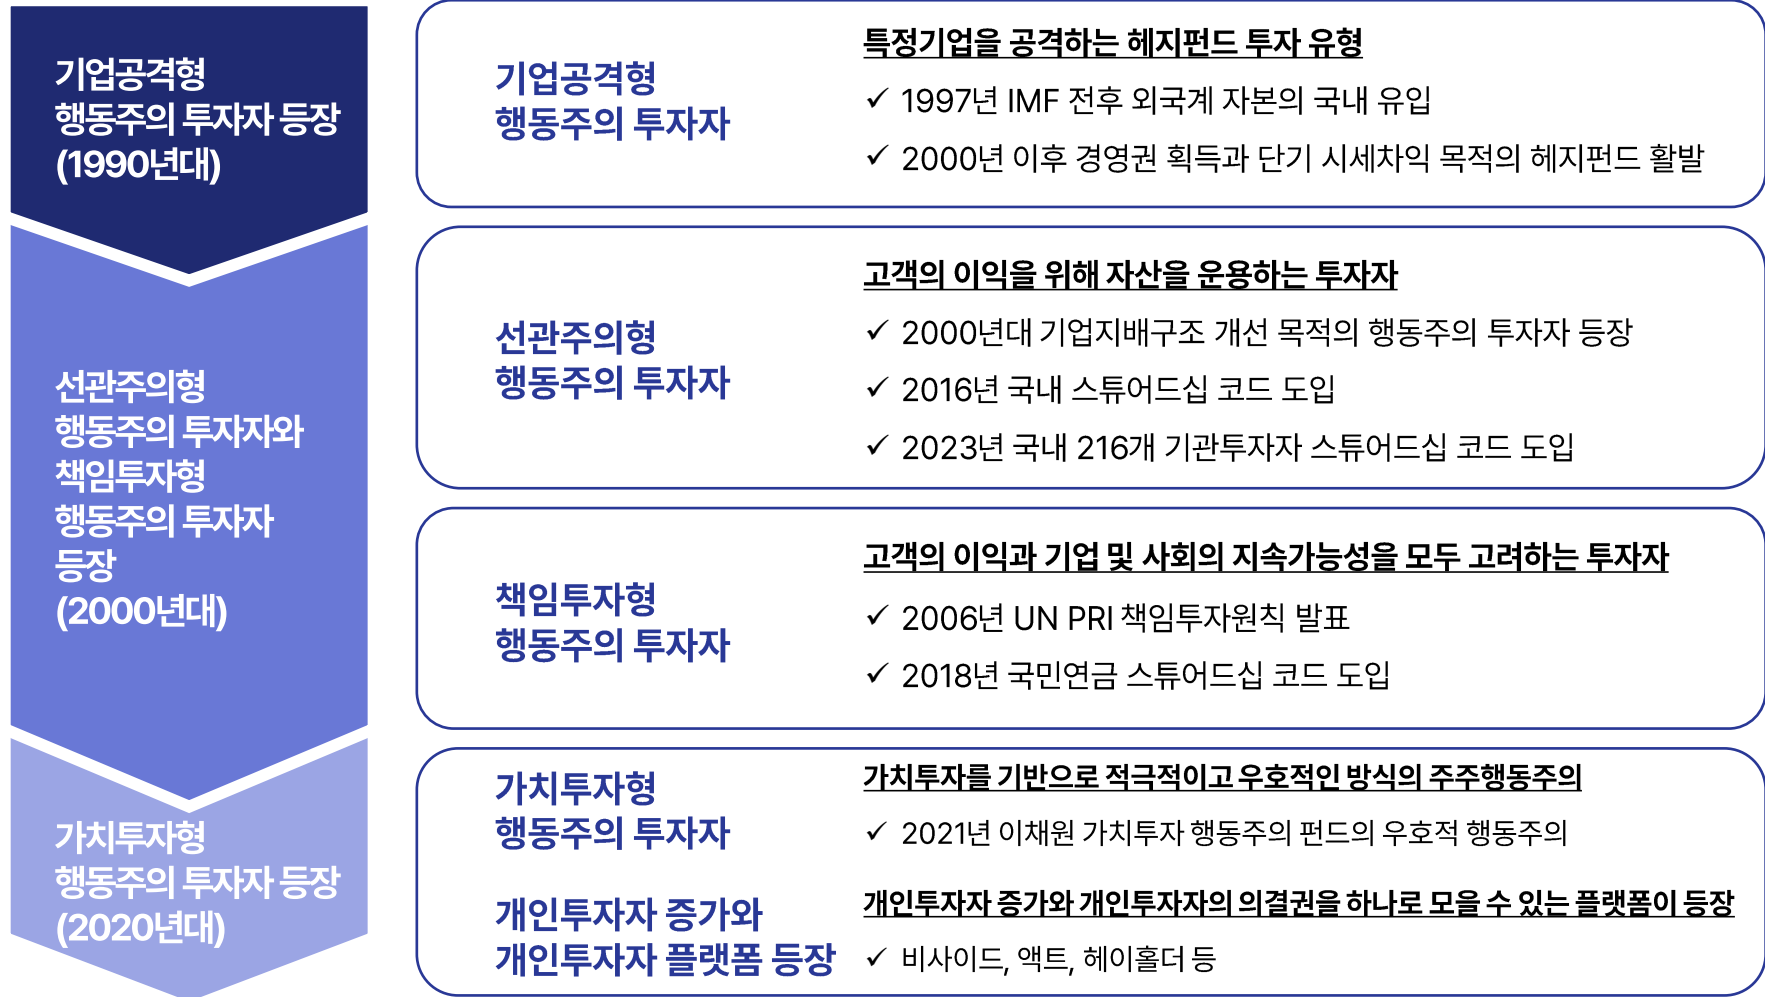 기업공격형
행동주의 투자자 등장
(1990년대)
기업공격형
행동주의 투자자
특정기업을 공격하는 헤지펀드 투자 유형
✓ 1997년 IMF 전후 외국계 자본의 국내 유입
✓ 2000년 이후 경영권 획득과 단기 시세차익 목적의 헤지펀드 활발
선관주의형
행동주의 투자자와
책임투자형
행동주의 투자자
등장
(2000년대)
선관주의형
행동주의 투자자
고객의 이익을 위해 자산을 운용하는 투자자
✓ 2000년대 기업지배구조 개선 목적의 행동주의 투자자 등장
✓ 2016년 국내 스튜어드십 코드 도입
✓ 2023년 국내 216개 기관투자자 스튜어드십 코드 도입
책임투자형
행동주의 투자자
고객의 이익과 기업 및 사회의 지속가능성을 모두 고려하는 투자자
✓ 2006년 UN PRI 책임투자원칙 발표
✓ 2018년 국민연금 스튜어드십 코드 도입
가치투자형
행동주의 투자자 등장
(2020년대)
가치투자형
행동주의 투자자
가치투자를 기반으로 적극적이고 우호적인 방식의 주주행동주의
✓ 2021년 이채원 가치투자 행동주의 펀드의 우호적 행동주의
개인투자자 증가와
개인투자자 플랫폼 등장
개인투자자 증가와 개인투자자의 의결권을 하나로 모을 수 있는 플랫폼이 등장
✓ 비사이드, 액트, 헤이홀더 등